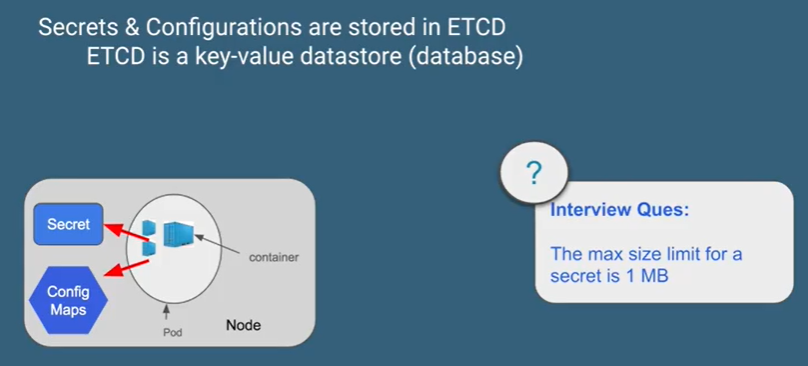 Secrets & Configurations are stored in ETCD
ETCD is a key-value datastore (database)
?
Interview Ques:
The max size limit for a
secret is 1 MB
Secret
container
Config
Maps
Node
Pod